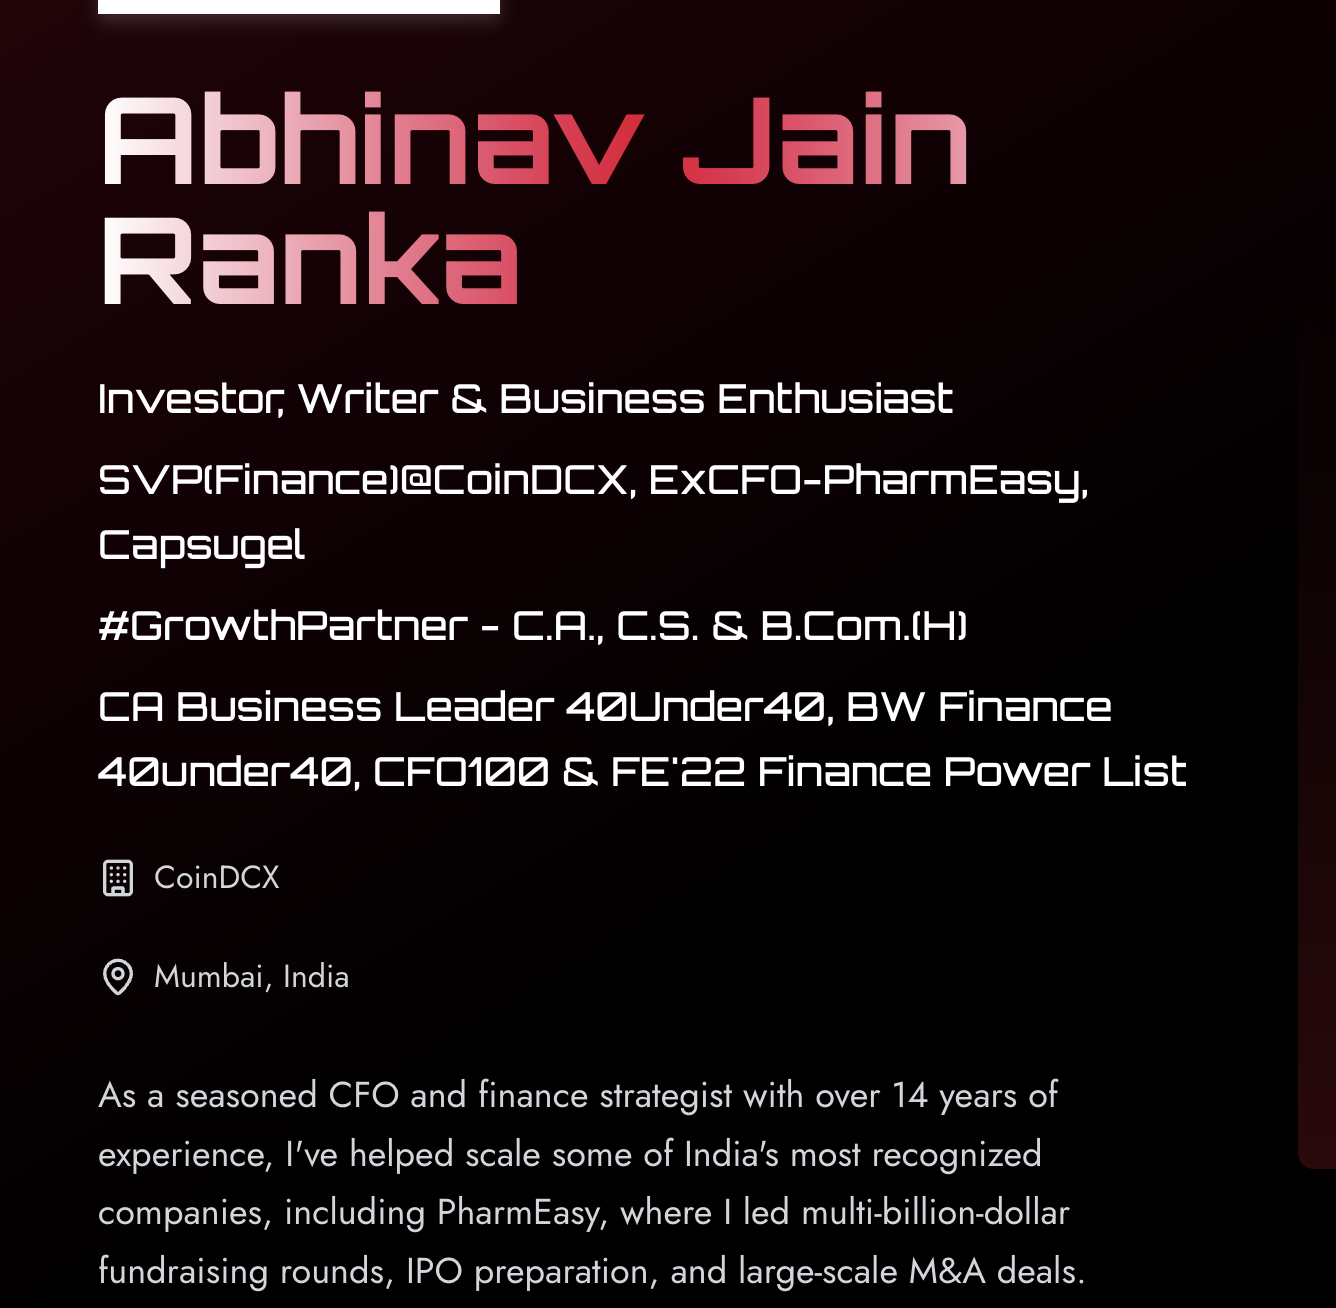 Abhinav Jain
Ranka
Investor, Writer & Business Enthusiast
SVP(Finance)@CoinDCX, ExCFO-PharmEasy,
Capsugel
#GrowthPartner - C.A., C.S. & B.Com.(H)
CA Business Leader 40Under40, BW Finance
40under40, CFO100 & FE'22 Finance Power List
CoinDCX
Mumbai, India
As a seasoned CFO and finance strategist with over 14 years of
experience, I've helped scale some of India's most recognized
companies, including PharmEasy, where I led multi-billion-dollar
fundraising rounds, IPO preparation, and large-scale M&A deals.